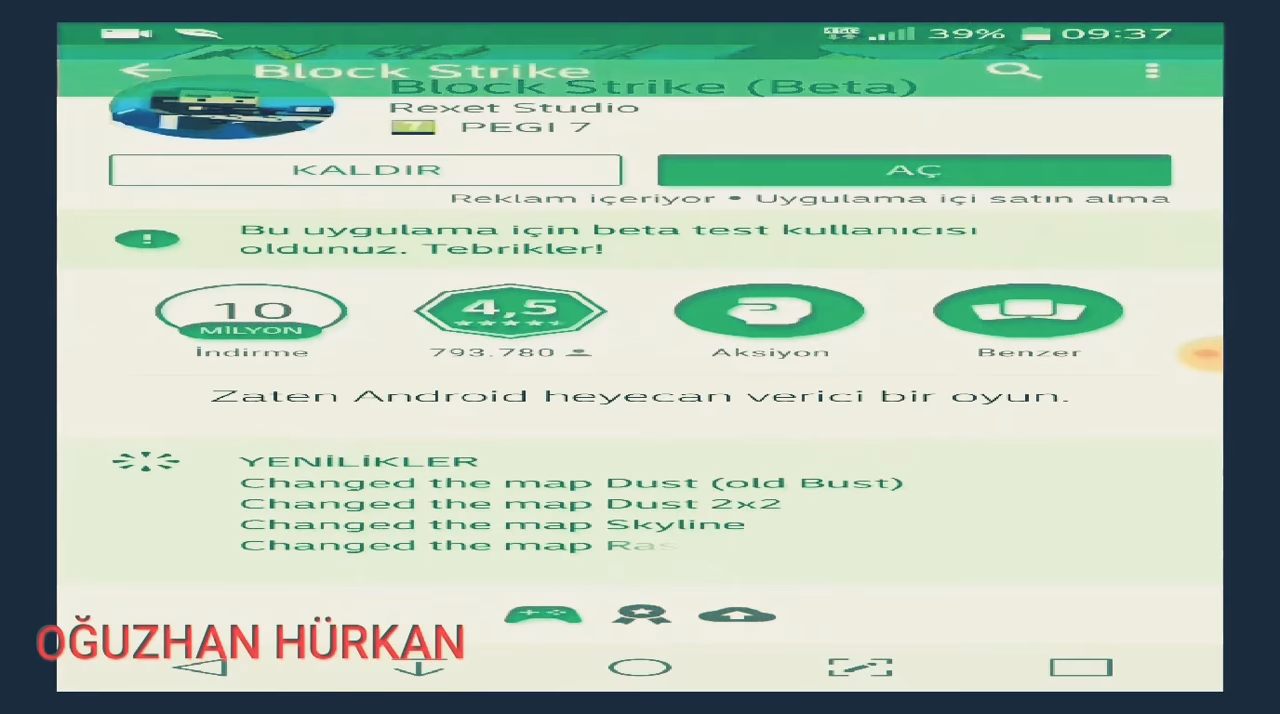 39% 09:37
Block Strike
Block Strike (Beta)
Rexet Studio
7 PEGI 7
KALDIR AÇ
Reklam içeriyor • Uygulama içi satın alma
Bu uygulama için beta test kullanıcısı
oldunuz. Tebrikler!
10 4,5
MİLYON
İndirme 793.780 Aksiyon Benzer
Zaten Android heyecan verici bir oyun.
YENİLİKLER
Changed the map Dust (old Bust)
Changed the map Dust 2x2
Changed the map Skyline
Changed the map Ras
OĞUZHAN HÜRKAN